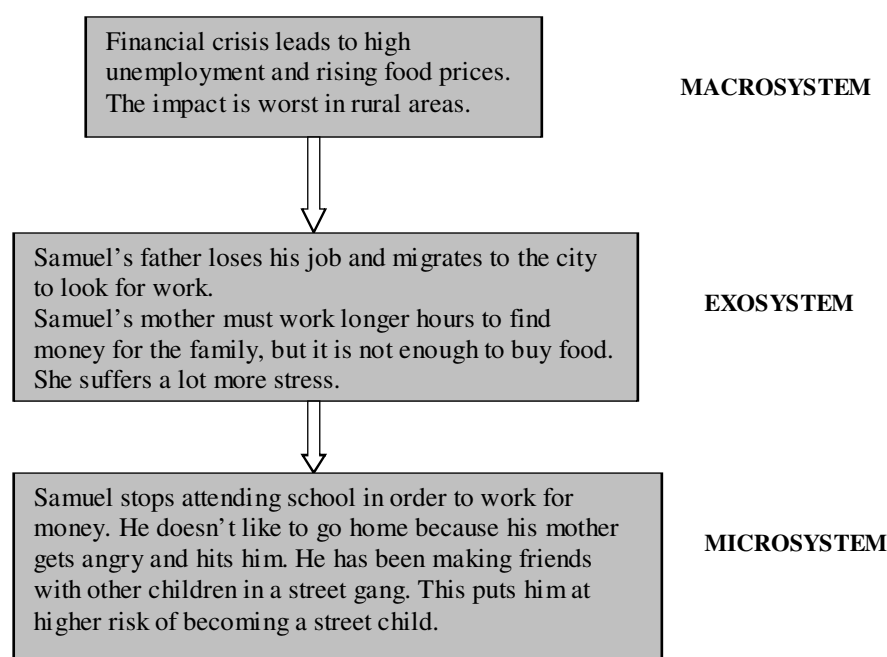 Financial crisis leads to high
unemployment and rising food prices.
The impact is worst in rural areas.
MACROSYSTEM
Samuel’s father loses his job and migrates to the city
to look for work.
Samuel’s mother must work longer hours to find
money for the family, but it is not enough to buy food.
She suffers a lot more stress.
EXOSYSTEM
Samuel stops attending school in order to work for
money. He doesn’t like to go home because his mother
gets angry and hits him. He has been making friends
with other children in a street gang. This puts him at
higher risk of becoming a street child.
MICROSYSTEM